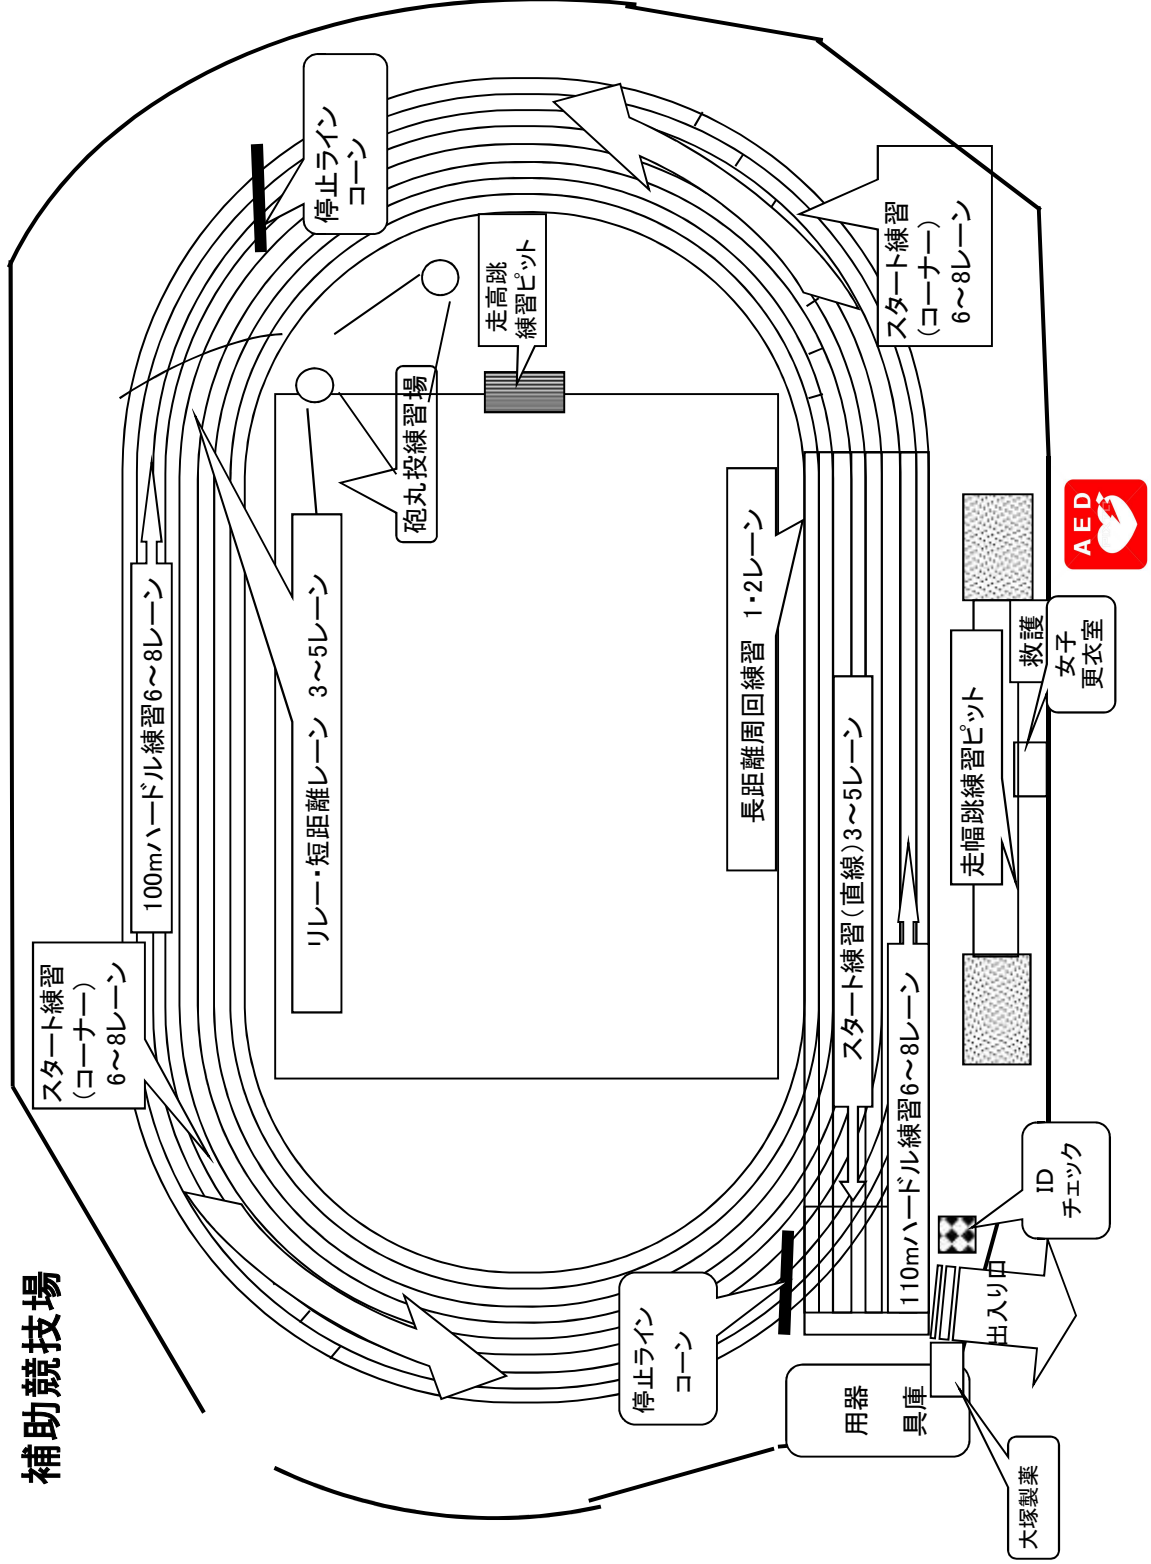 補助競技場
スタート練習
(コーナー)
6～8レーン
100mハードル練習6～8レーン
停止ライン
コーン
リレー・短距離レーン 3～5レーン
砲丸投練習場
走高跳
練習ピット
長距離周回練習 1・2レーン
スタート練習(直線)3～5レーン
110mハードル練習6～8レーン
スタート練習
(コーナー)
6～8レーン
停止ライン
コーン
走幅跳練習ピット
救護
女子
更衣室
AED
ID
チェック
出入り口
用器
具庫
大塚製薬